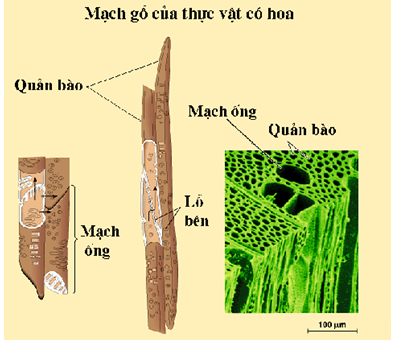 Mạch gỗ của thực vật có hoa
Quản bào
Mạch ống
Quản bào
Lỗ
bên
Mạch
ống
100 µm